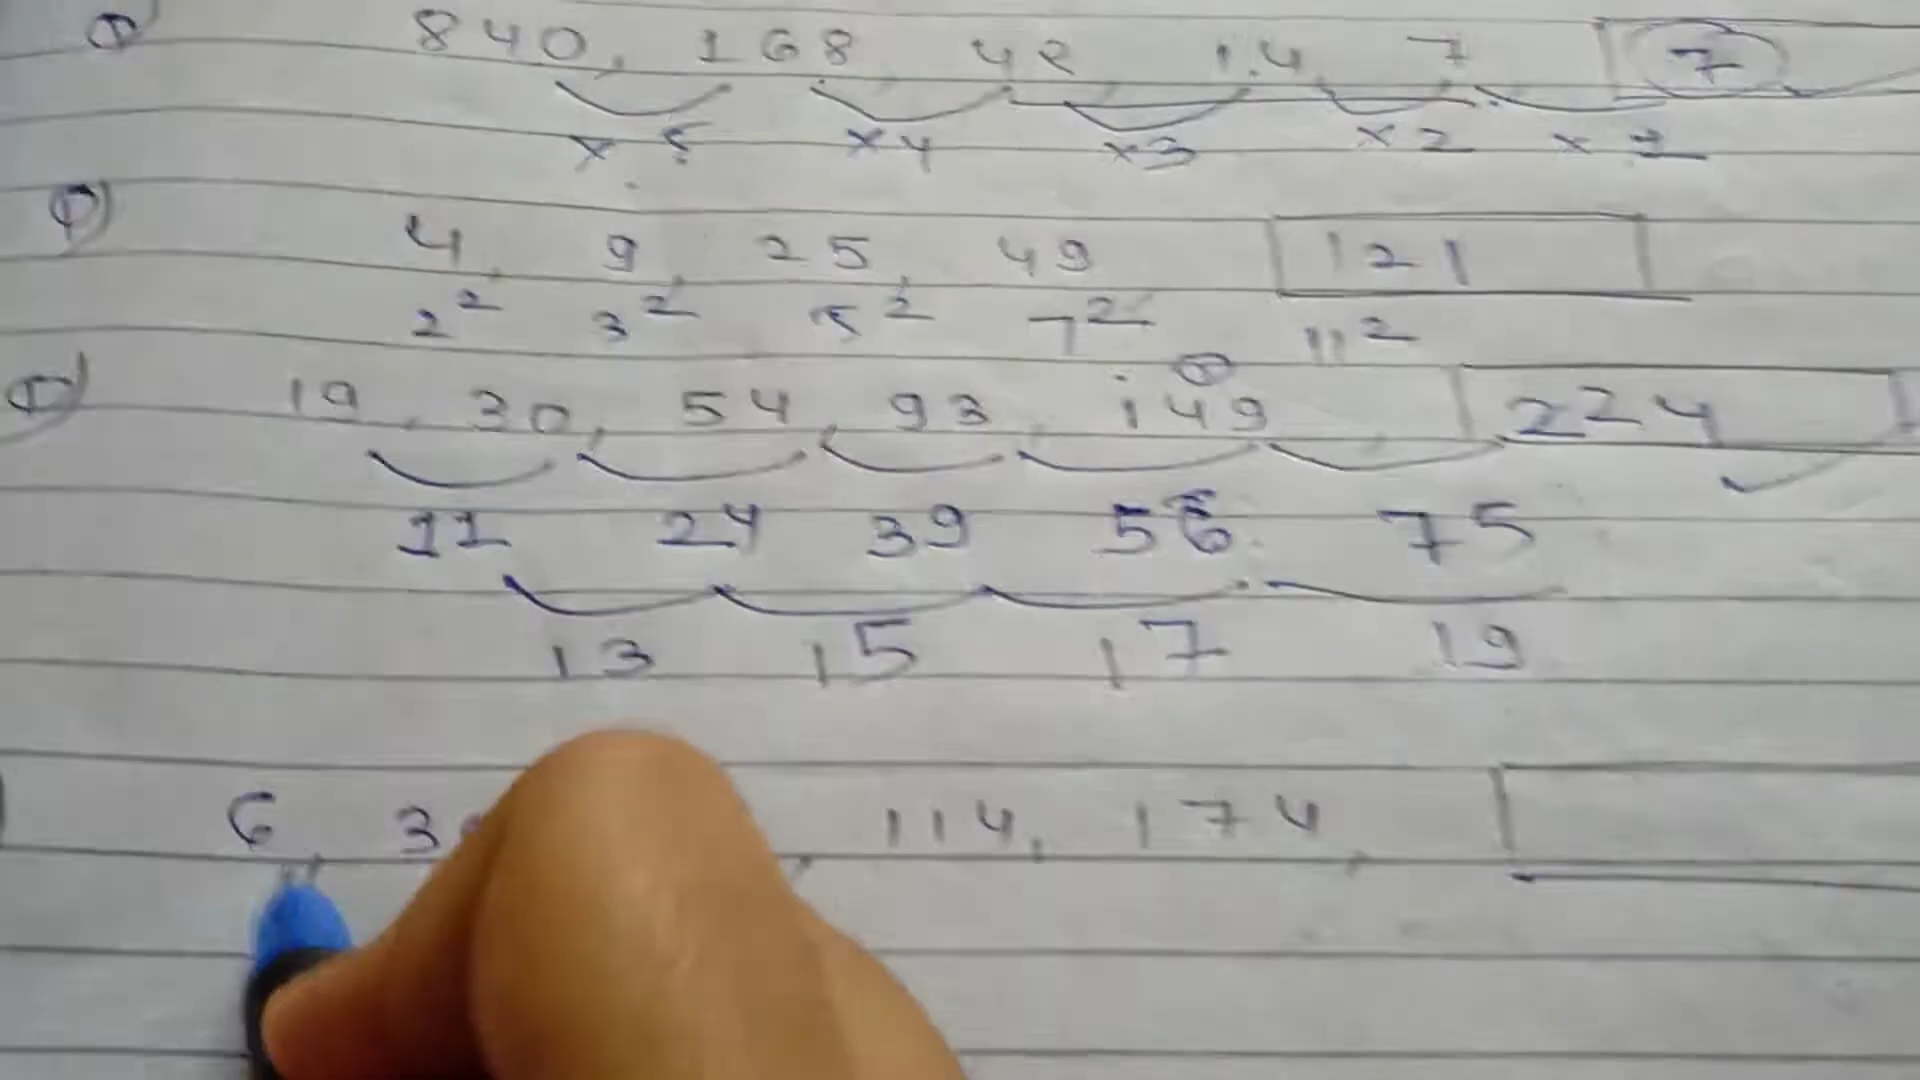 840, 168, 42, 14, 7 7
×5 ×4 ×3 ×2 ×1
4, 9, 25, 49 121
2² 3² 5² 7² 11²
19, 30, 54, 93, 149 224
11 24 39 56 75
13 15 17 19
6, 114, 174,